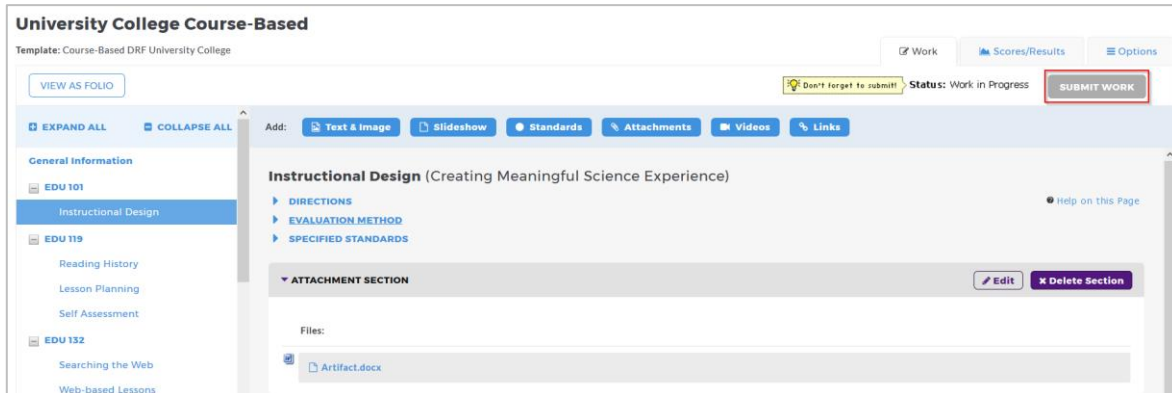 University College Course-Based
Template: Course-Based DRF University College
Work
Scores/Results
Options
VIEW AS FOLIO
Don't forget to submit!
Status: Work in Progress
SUBMIT WORK
EXPAND ALL
COLLAPSE ALL
Add:
Text & Image
Slideshow
Standards
Attachments
Videos
Links
General Information
EDU 101
Instructional Design
EDU 119
Reading History
Lesson Planning
Self Assessment
EDU 132
Searching the Web
Web-based Lessons
Instructional Design (Creating Meaningful Science Experience)
DIRECTIONS
Help on this Page
EVALUATION METHOD
SPECIFIED STANDARDS
ATTACHMENT SECTION
Edit
Delete Section
Files:
Artifact.docx